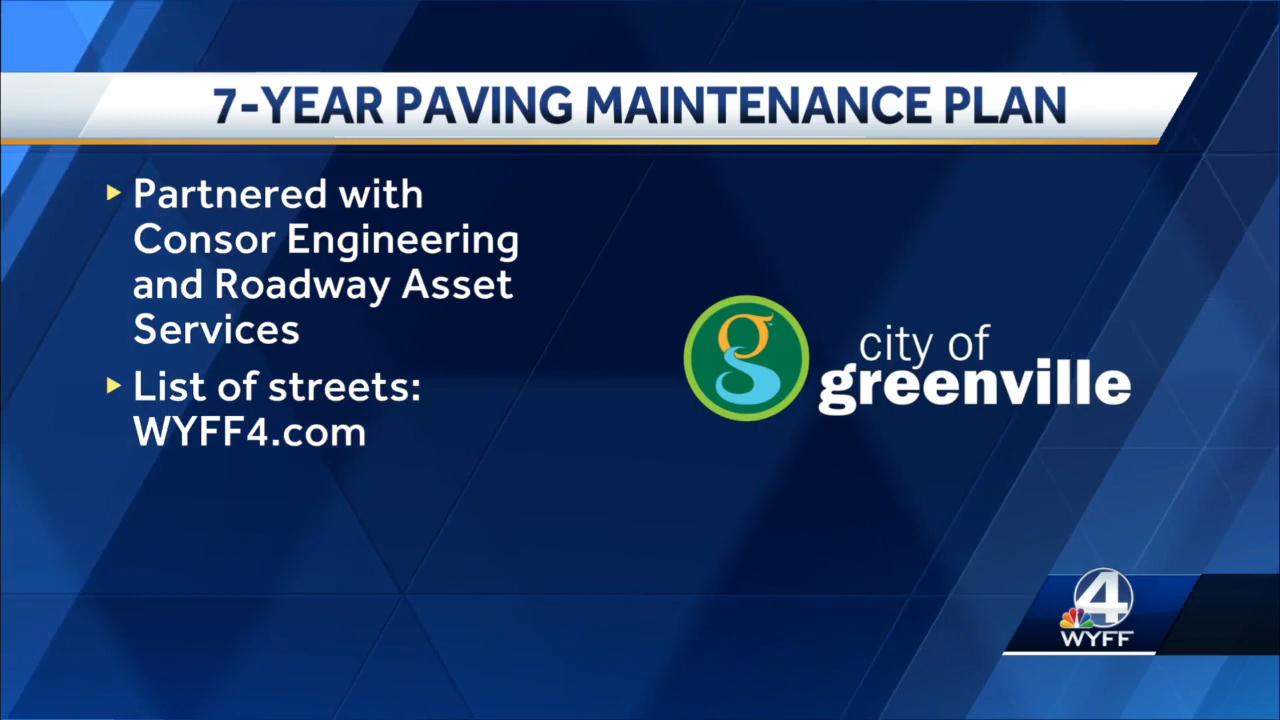 7-YEAR PAVING MAINTENANCE PLAN
Partnered with
Consor Engineering
and Roadway Asset
Services
List of streets:
WYFF4.com
g
city of
greenville
4
WYFF